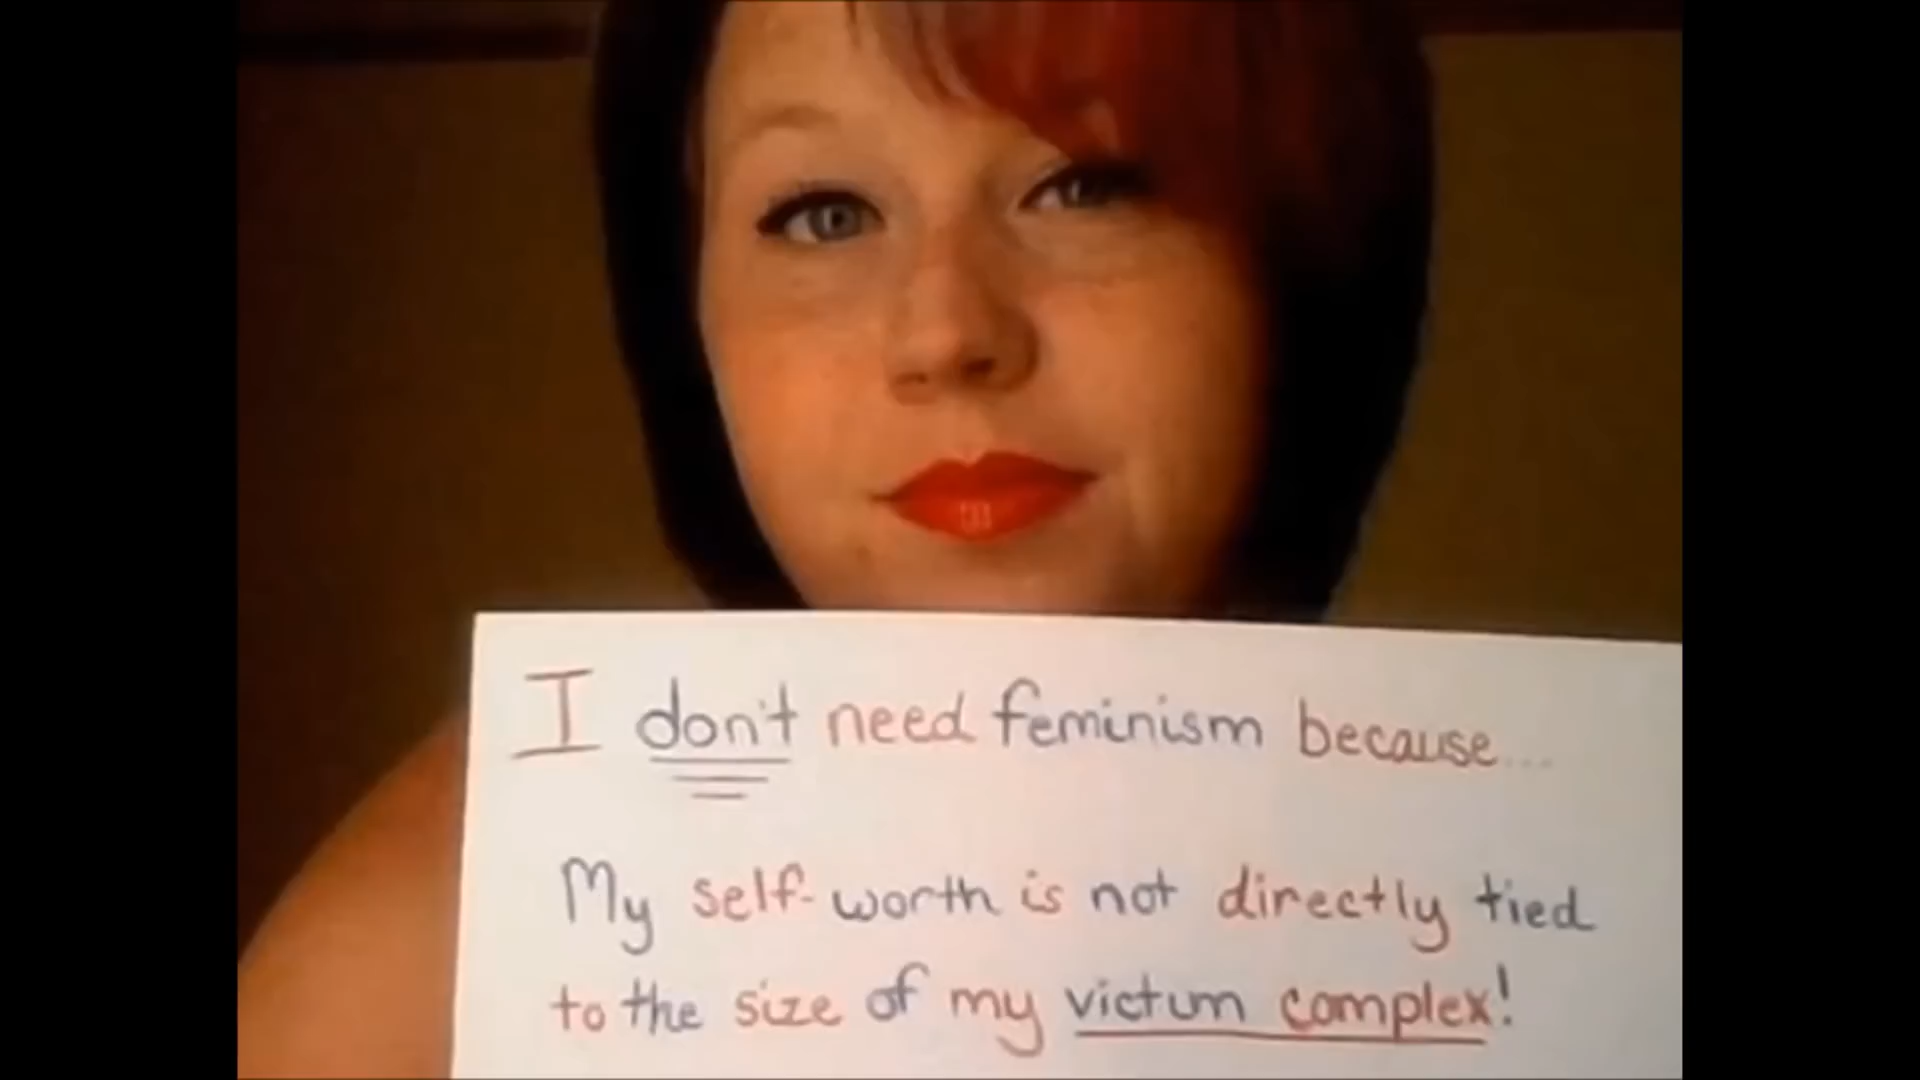 I don't need feminism because...
My self-worth is not directly tied
to the size of my victum complex!